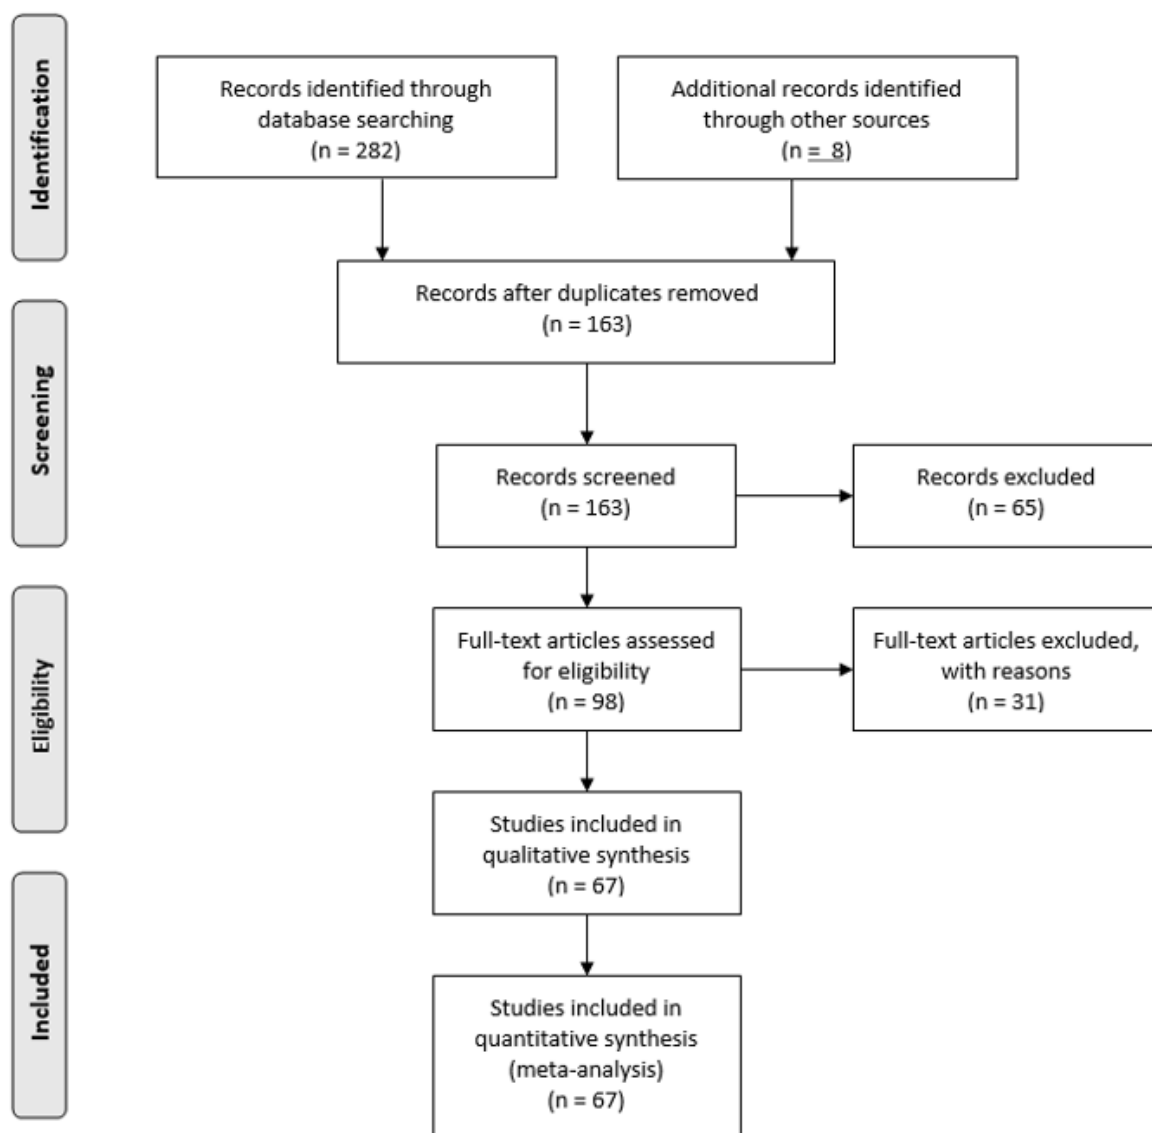 Identification
Records identified through
database searching
(n = 282)
Additional records identified
through other sources
(n = 8)
Records after duplicates removed
(n = 163)
Screening
Records screened
(n = 163)
Records excluded
(n = 65)
Eligibility
Full-text articles assessed
for eligibility
(n = 98)
Full-text articles excluded,
with reasons
(n = 31)
Studies included in
qualitative synthesis
(n = 67)
Included
Studies included in
quantitative synthesis
(meta-analysis)
(n = 67)